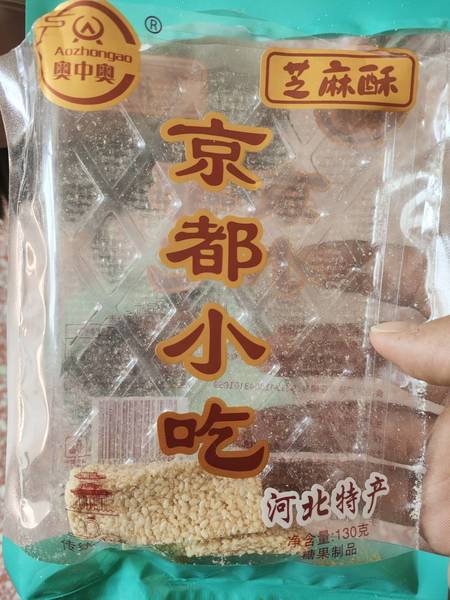 Aozhongao
奥中奥
®
芝麻酥
京都小吃
河北特产
净含量:130克
糖果制品